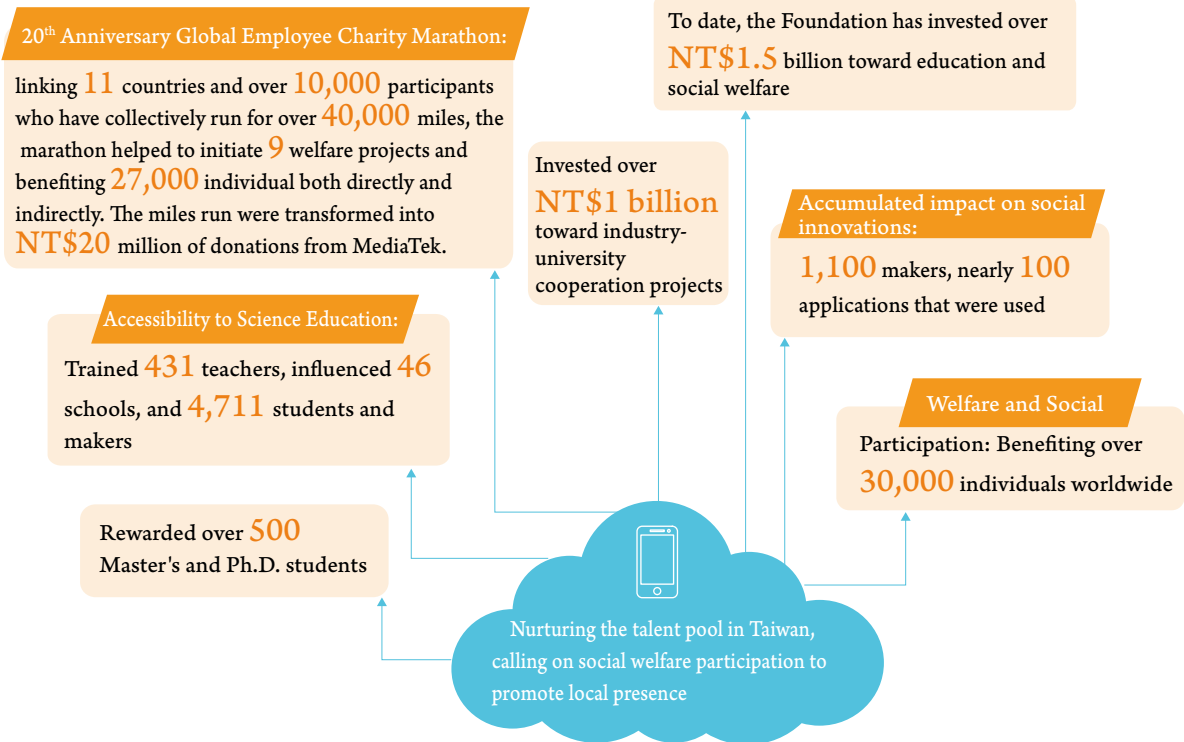 20th Anniversary Global Employee Charity Marathon:
linking 11 countries and over 10,000 participants
who have collectively run for over 40,000 miles, the
marathon helped to initiate 9 welfare projects and
benefiting 27,000 individual both directly and
indirectly. The miles run were transformed into
NT$20 million of donations from MediaTek.
To date, the Foundation has invested over
NT$1.5 billion toward education and
social welfare
Invested over
NT$1 billion
toward industry-
university
cooperation projects
Accumulated impact on social
innovations:
1,100 makers, nearly 100
applications that were used
Accessibility to Science Education:
Trained 431 teachers, influenced 46
schools, and 4,711 students and
makers
Welfare and Social
Participation: Benefiting over
30,000 individuals worldwide
Rewarded over 500
Master's and Ph.D. students
Nurturing the talent pool in Taiwan,
calling on social welfare participation to
promote local presence